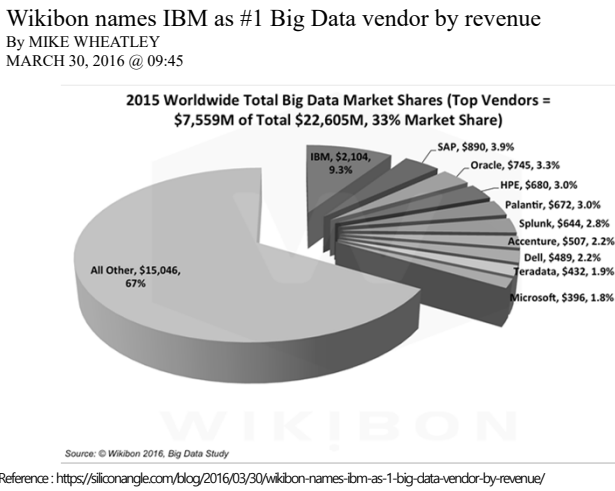 Wikibon names IBM as #1 Big Data vendor by revenue
By MIKE WHEATLEY
MARCH 30, 2016 @ 09:45
2015 Worldwide Total Big Data Market Shares (Top Vendors =
$7,559M of Total $22,605M, 33% Market Share)
IBM, $2,104,
9.3%
SAP, $890, 3.9%
Oracle, $745, 3.3%
HPE, $680, 3.0%
Palantir, $672, 3.0%
Splunk, $644, 2.8%
Accenture, $507, 2.2%
Dell, $489, 2.2%
Teradata, $432, 1.9%
Microsoft, $396, 1.8%
All Other, $15,046,
67%
WIKIBON
Source: © Wikibon 2016, Big Data Study
Reference : https://siliconangle.com/blog/2016/03/30/wikibon-names-ibm-as-1-big-data-vendor-by-revenue/